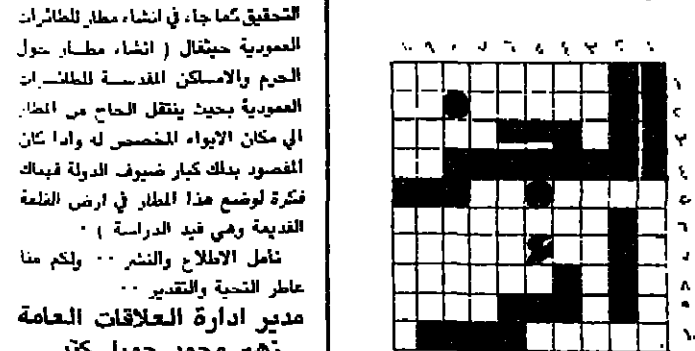 التحقيق كما جاء في انشاء مطار للطائرات
العمودية حيثقال ( انشاء مطار حول
الحرم والاماكن المقدسة للطائرات
العمودية بحيث ينتقل الحاج من المطار
الي مكان الايواء المخصص له واذا كان
المقصود بذلك كبار ضيوف الدولة فهناك
فكرة لوضع هذا المطار في ارض القلعة
القديمة وهي قيد الدراسة ) ٠
نأمل الاطلاع والنشر ٠٠ ولكم منا
عاطر التحية والتقدير ٠٠
مدير ادارة العلاقات العامة
١ ٢ ٣ ٤ ٥ ٦ ٧ ٨ ٩ ١٠
١
٢
٣
٤
٥
٦
٧
٨
٩
١٠